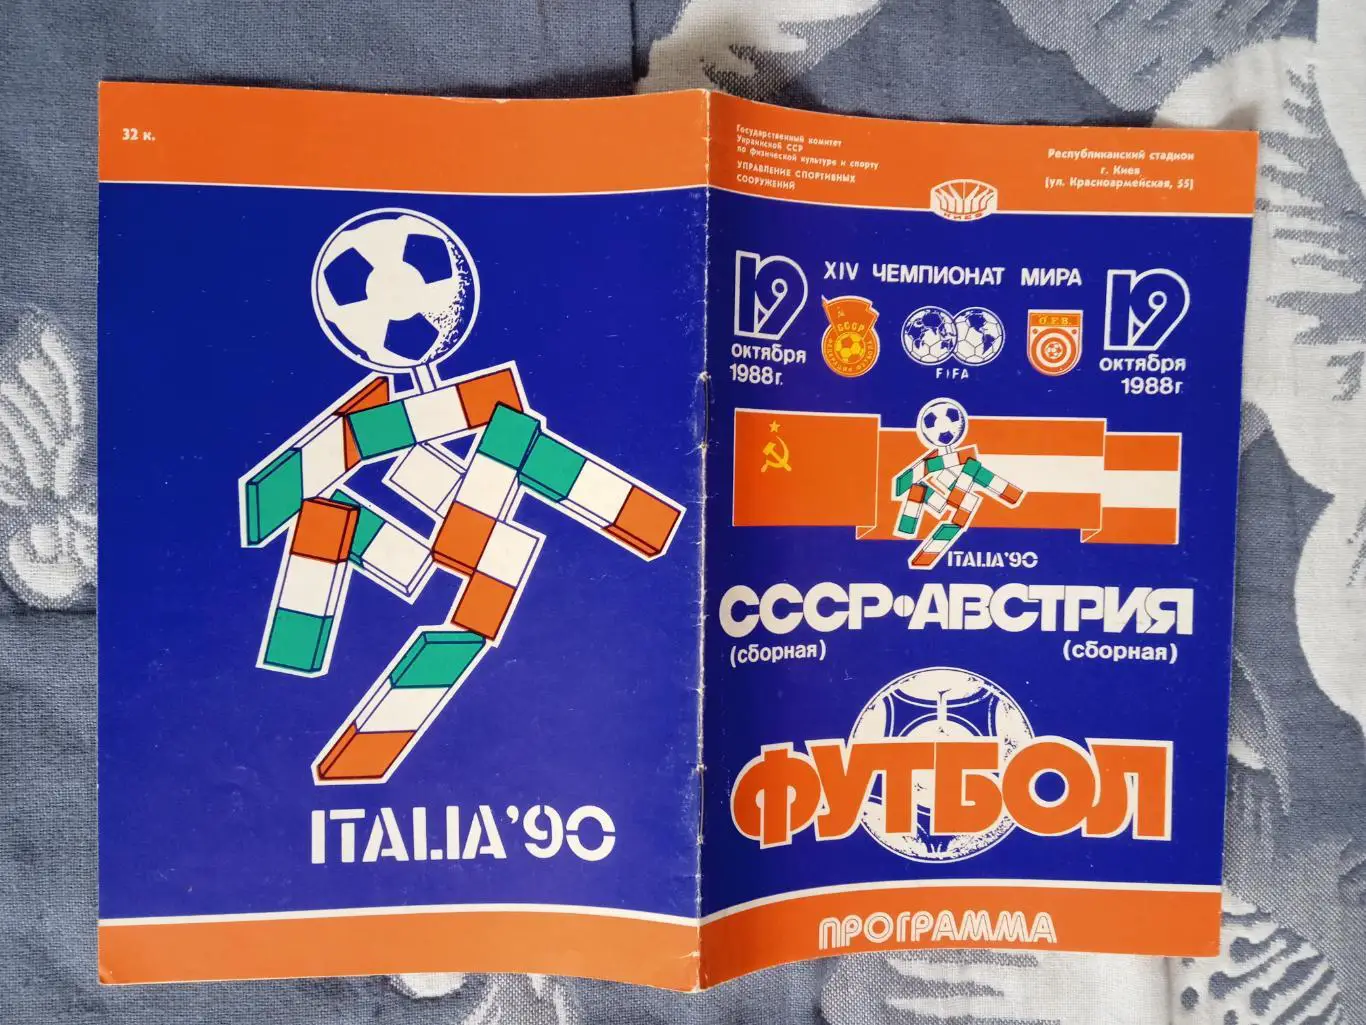 32 к.
ITALIA'90
Государственный комитет
Украинской ССР
по физической культуре и спорту
УПРАВЛЕНИЕ СПОРТИВНЫХ
СООРУЖЕНИЙ
Республиканский стадион
г. Киев
(ул. Красноармейская, 55)
КИЕВ
XIV ЧЕМПИОНАТ МИРА
19
октября
1988г.
СССР
FIFA
Ö.F.B.
19
октября
1988г.
ITALIA'90
СССР•АВСТРИЯ
(сборная)
(сборная)
ФУТБОЛ
ПРОГРАММА